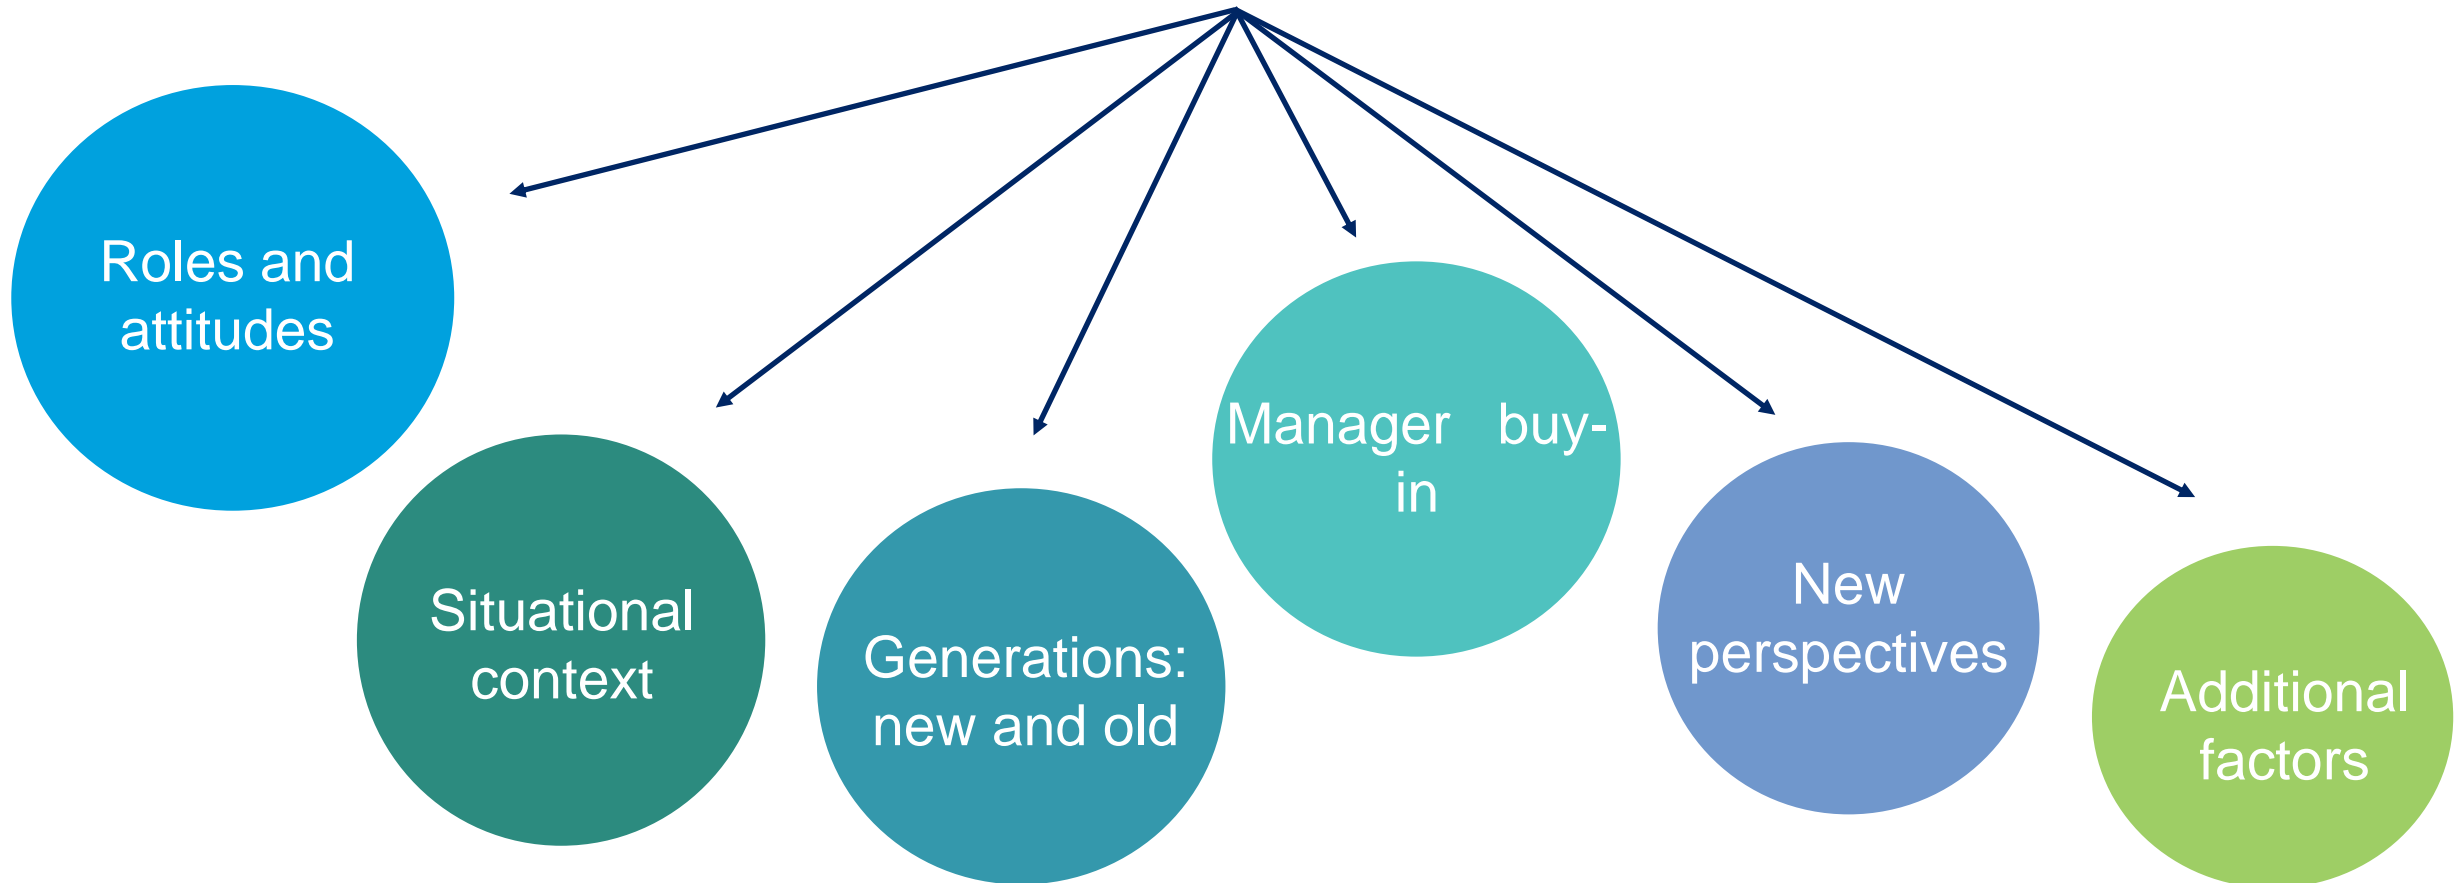 Roles and
attitudes
Situational
context
Generations:
new and old
Manager buy-
in
New
perspectives
Additional
factors